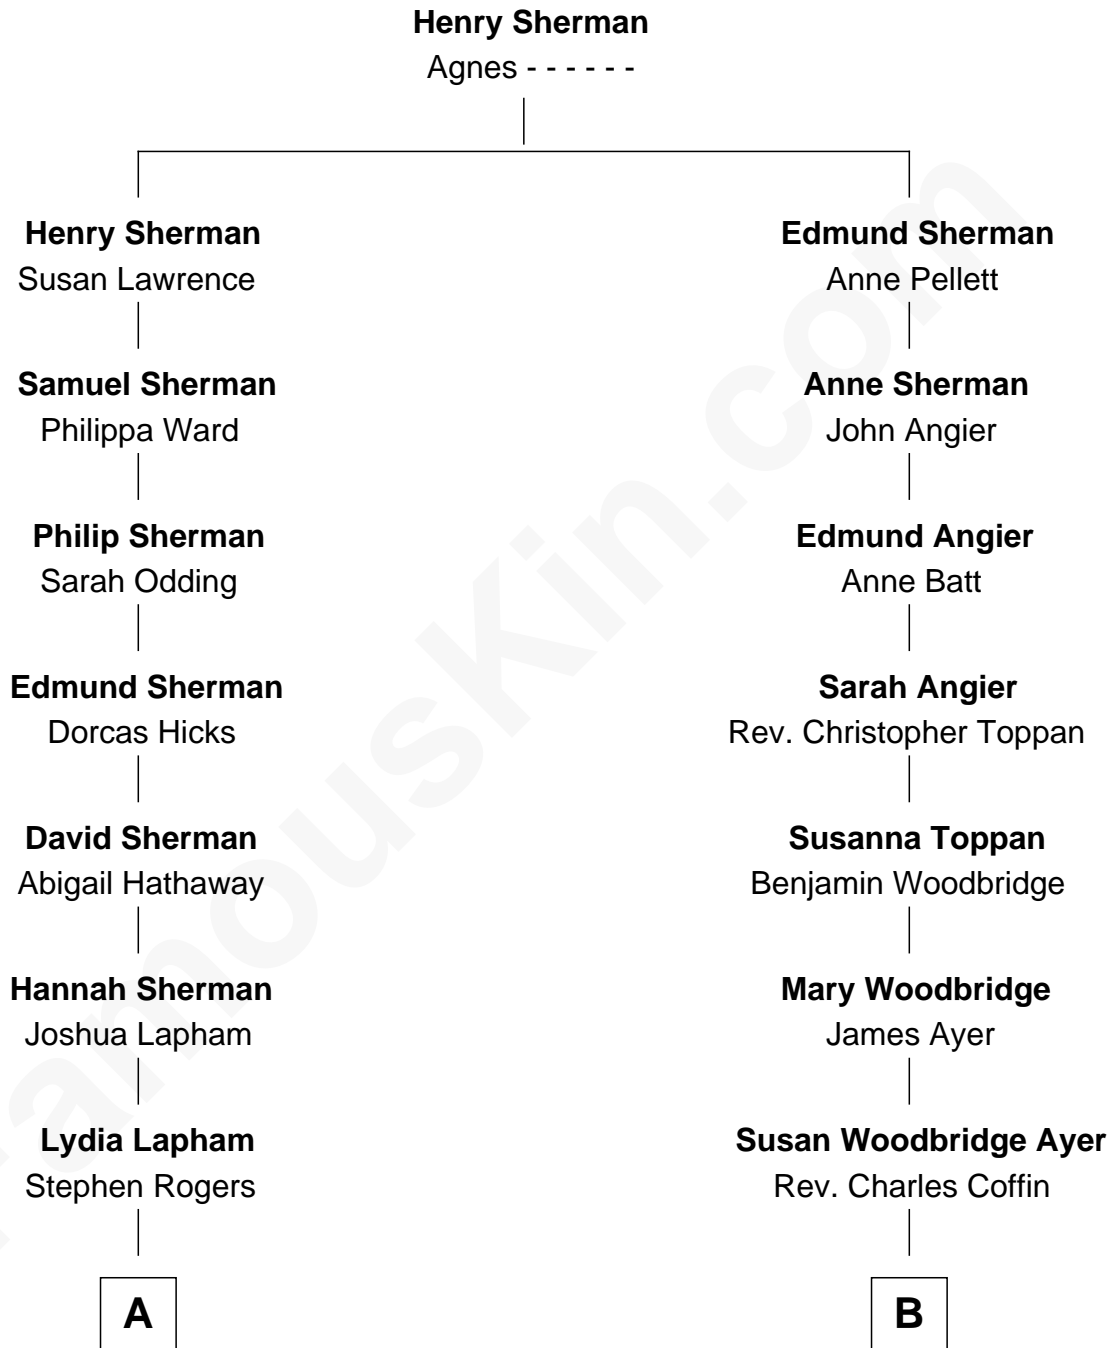 Henry Sherman
Agnes - - - - - -
Henry Sherman
Susan Lawrence
Edmund Sherman
Anne Pellett
Samuel Sherman
Philippa Ward
Anne Sherman
John Angier
Philip Sherman
Sarah Odding
Edmund Angier
Anne Batt
Edmund Sherman
Dorcas Hicks
Sarah Angier
Rev. Christopher Toppan
David Sherman
Abigail Hathaway
Susanna Toppan
Benjamin Woodbridge
Hannah Sherman
Joshua Lapham
Mary Woodbridge
James Ayer
Lydia Lapham
Stephen Rogers
Susan Woodbridge Ayer
Rev. Charles Coffin
A
B
FamousKin.com